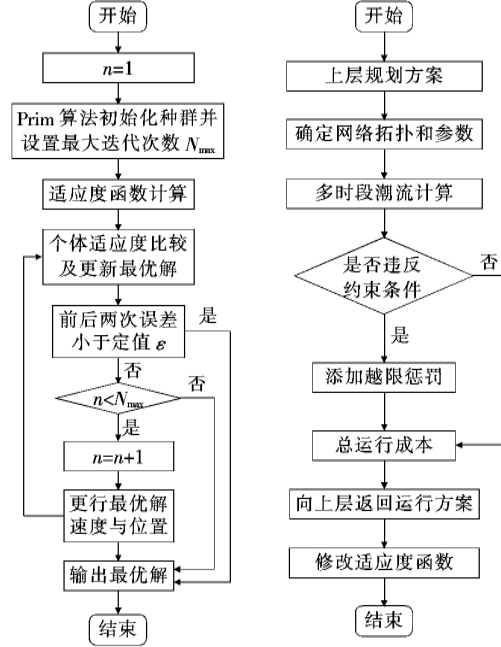 开始
n=1
Prim 算法初始化种群并
设置最大迭代次数 Nmax
适应度函数计算
个体适应度比较
及更新最优解
前后两次误差
小于定值 ε
是
否
n<Nmax
否
是
n=n+1
更行最优解
速度与位置
输出最优解
结束
开始
上层规划方案
确定网络拓扑和参数
多时段潮流计算
是否违反
约束条件
否
是
添加越限惩罚
总运行成本
向上层返回运行方案
修改适应度函数
结束